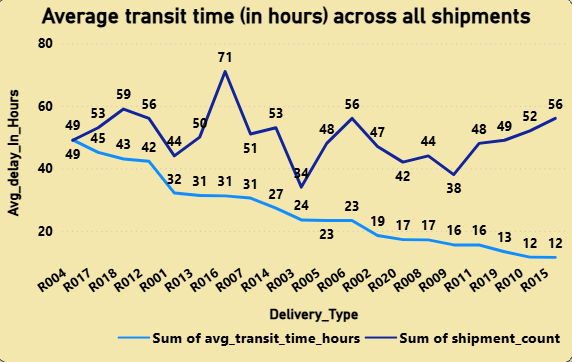 Average transit time (in hours) across all shipments
Avg_delay_In_Hours
80
60
40
20
49 53 59 56 44 50 71 51 53 34 48 56 47 42 44 38 48 49 52 56
49 45 43 42 32 31 31 31 27 24 23 23 19 17 17 16 16 13 12 12
R004 R017 R018 R012 R001 R013 R016 R007 R014 R003 R005 R006 R002 R020 R008 R009 R011 R019 R010 R015
Delivery_Type
Sum of avg_transit_time_hours Sum of shipment_count